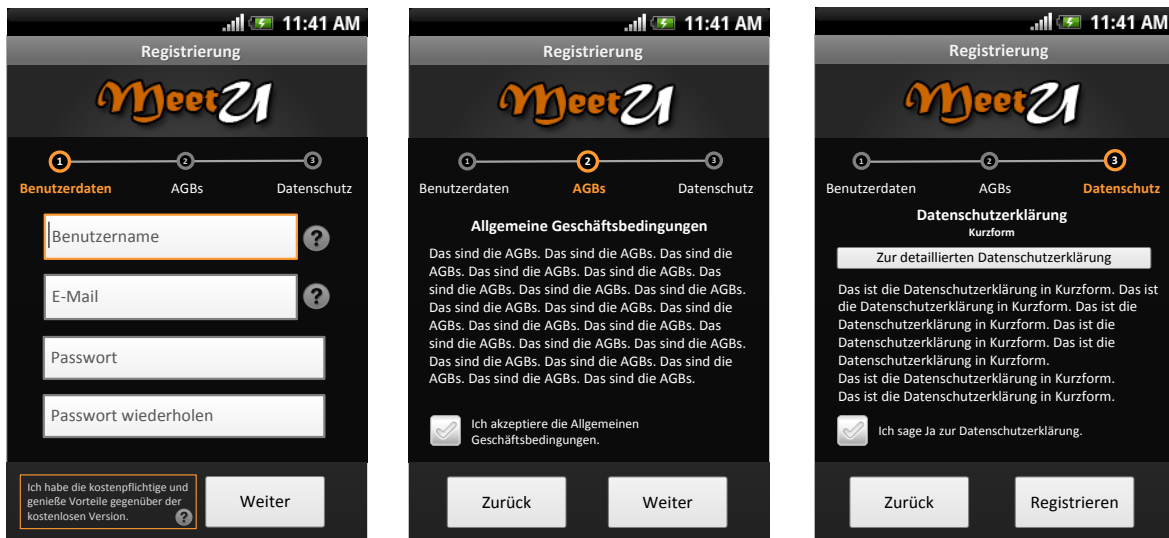 11:41 AM
Registrierung
MeetU
1 2 3
Benutzerdaten AGBs Datenschutz
Benutzername
?
E-Mail
?
Passwort
Passwort wiederholen
Ich habe die kostenpflichtige und
genieße Vorteile gegenüber der
kostenlosen Version.
?
Weiter
11:41 AM
Registrierung
MeetU
1 2 3
Benutzerdaten AGBs Datenschutz
Allgemeine Geschäftsbedingungen
Das sind die AGBs. Das sind die AGBs. Das sind die
AGBs. Das sind die AGBs. Das sind die AGBs. Das
sind die AGBs. Das sind die AGBs. Das sind die AGBs.
Das sind die AGBs. Das sind die AGBs. Das sind die
AGBs. Das sind die AGBs. Das sind die AGBs. Das
sind die AGBs. Das sind die AGBs. Das sind die AGBs.
Das sind die AGBs. Das sind die AGBs. Das sind die
AGBs. Das sind die AGBs. Das sind die AGBs.
Ich akzeptiere die Allgemeinen
Geschäftsbedingungen.
Zurück Weiter
11:41 AM
Registrierung
MeetU
1 2 3
Benutzerdaten AGBs Datenschutz
Datenschutzerklärung
Kurzform
Zur detaillierten Datenschutzerklärung
Das ist die Datenschutzerklärung in Kurzform. Das ist
die Datenschutzerklärung in Kurzform. Das ist die
Datenschutzerklärung in Kurzform. Das ist die
Datenschutzerklärung in Kurzform. Das ist die
Datenschutzerklärung in Kurzform.
Das ist die Datenschutzerklärung in Kurzform.
Das ist die Datenschutzerklärung in Kurzform.
Ich sage Ja zur Datenschutzerklärung.
Zurück Registrieren